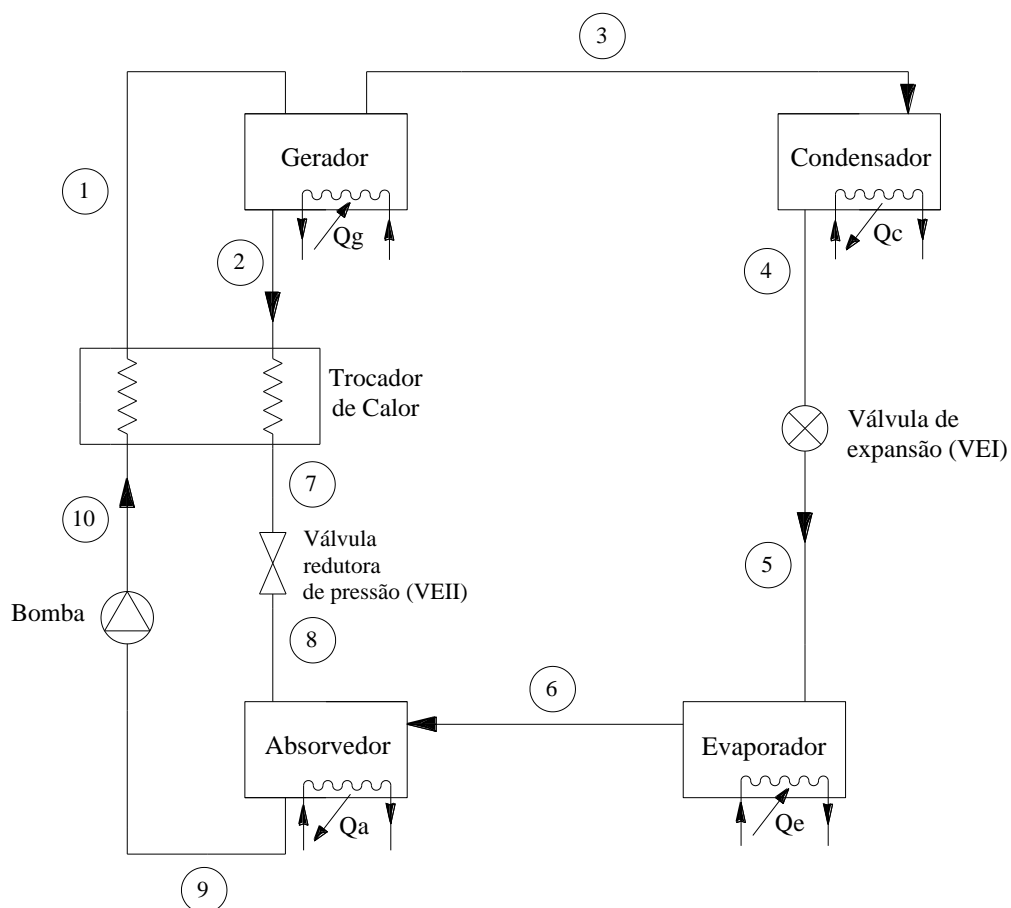 3
Gerador
Condensador
1
Qg
Qc
2
4
Trocador
de Calor
Válvula de
expansão (VEI)
7
10
Válvula
redutora
de pressão (VEII)
5
Bomba
8
6
Absorvedor
Evaporador
Qa
Qe
9